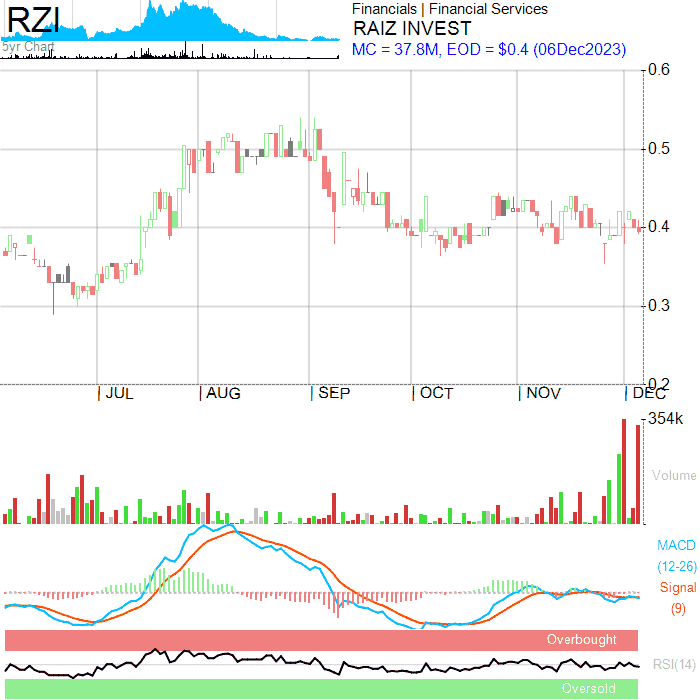 RZI
5yr Chart
Financials | Financial Services
RAIZ INVEST
MC = 37.8M, EOD = $0.4 (06Dec2023)
0.6
0.5
0.4
0.3
0.2
| JUL
| AUG
| SEP
| OCT
| NOV
| DEC
354k
Volume
MACD
(12-26)
Signal
(9)
Overbought
RSI(14)
Oversold